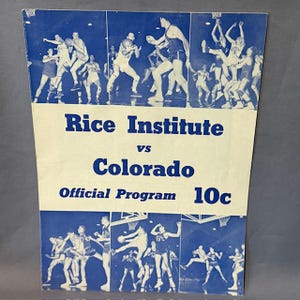 Rice Institute
vs
Colorado
Official Program 10c